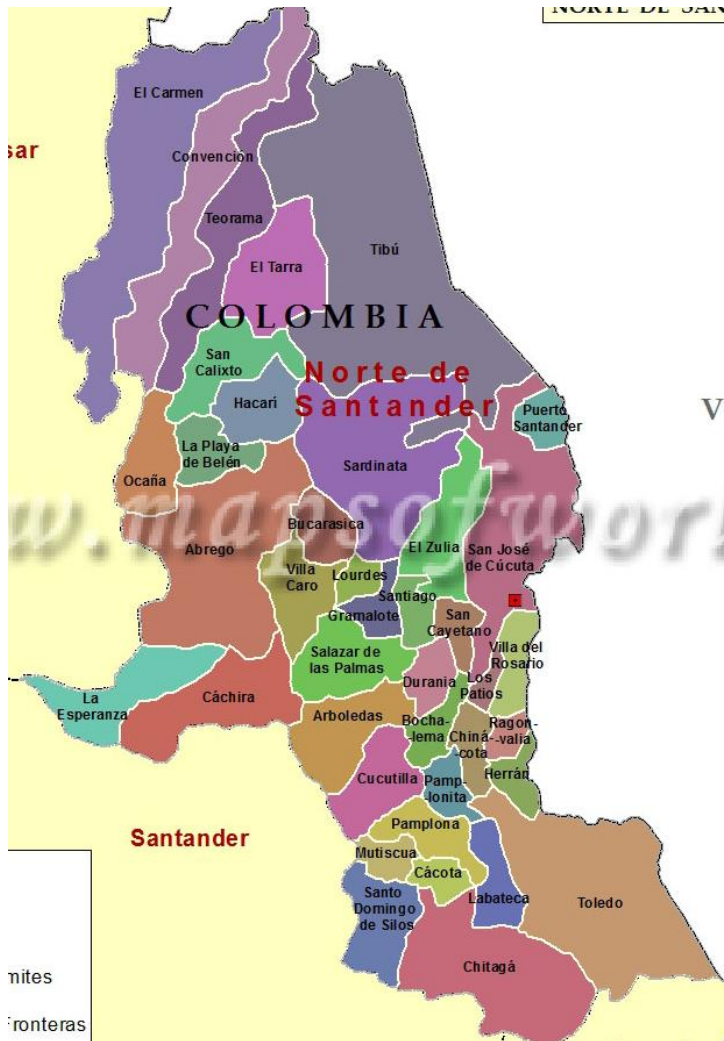 El Carmen
sar
Convención
Teorama
Tibú
El Tarra
COLOMBIA
San
Calixto
Norte de
Santander
Hacarí
Puerto
Santander
V
La Playa
de Belén
Sardinata
Ocaña
w.mapsofwor
Bucarasica
Abrego
El Zulia
San José
de Cúcuta
Villa
Caro
Lourdes
Santiago
Gramalote
San
Cayetano
Salazar de
las Palmas
Villa del
Rosario
Durania
Los
Patios
La
Esperanza
Cáchira
Arboledas
Bocha-
-lema
Chiná-
-cota
Ragon-
-valia
Cucutilla
Pamp-
-lonita
Herrán
Pamplona
Santander
Mutiscua
Cácota
Santo
Domingo
de Silos
Labateca
Toledo
Chitagá
mites
Fronteras